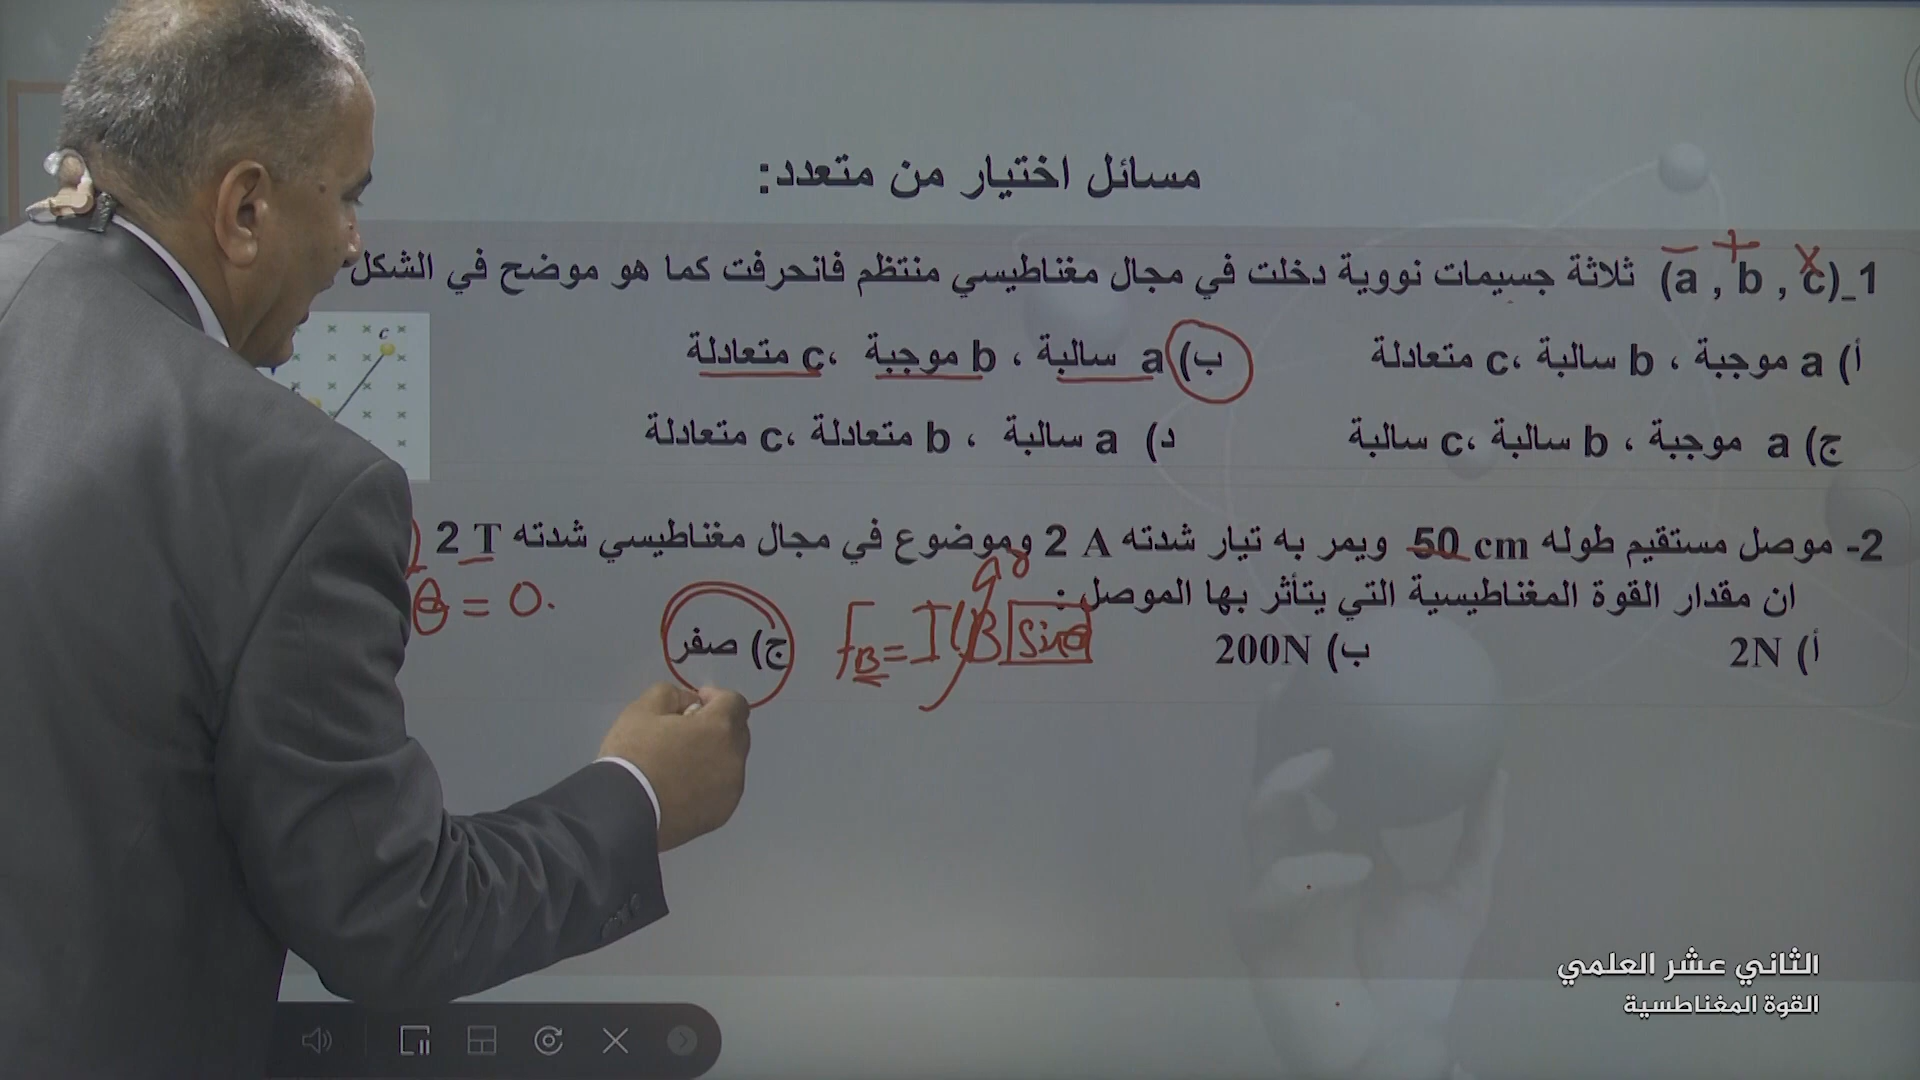 مسائل اختيار من متعدد:
1_(a , b , c) ثلاثة جسيمات نووية دخلت في مجال مغناطيسي منتظم فانحرفت كما هو موضح في الشكل
− + ×
أ) a موجبة ، b سالبة ،c متعادلة
ب) a سالبة ، b موجبة ،c متعادلة
ج) a موجبة ، b سالبة ،c سالبة
د) a سالبة ، b متعادلة ،c متعادلة
c
2- موصل مستقيم طوله 50 cm ويمر به تيار شدته 2 A وموضوع في مجال مغناطيسي شدته 2 T
ان مقدار القوة المغناطيسية التي يتأثر بها الموصل :
θ = 0.
أ) 2N
ب) 200N
F_B = I l B sin θ
ج) صفر
الثاني عشر العلمي
القوة المغناطسية